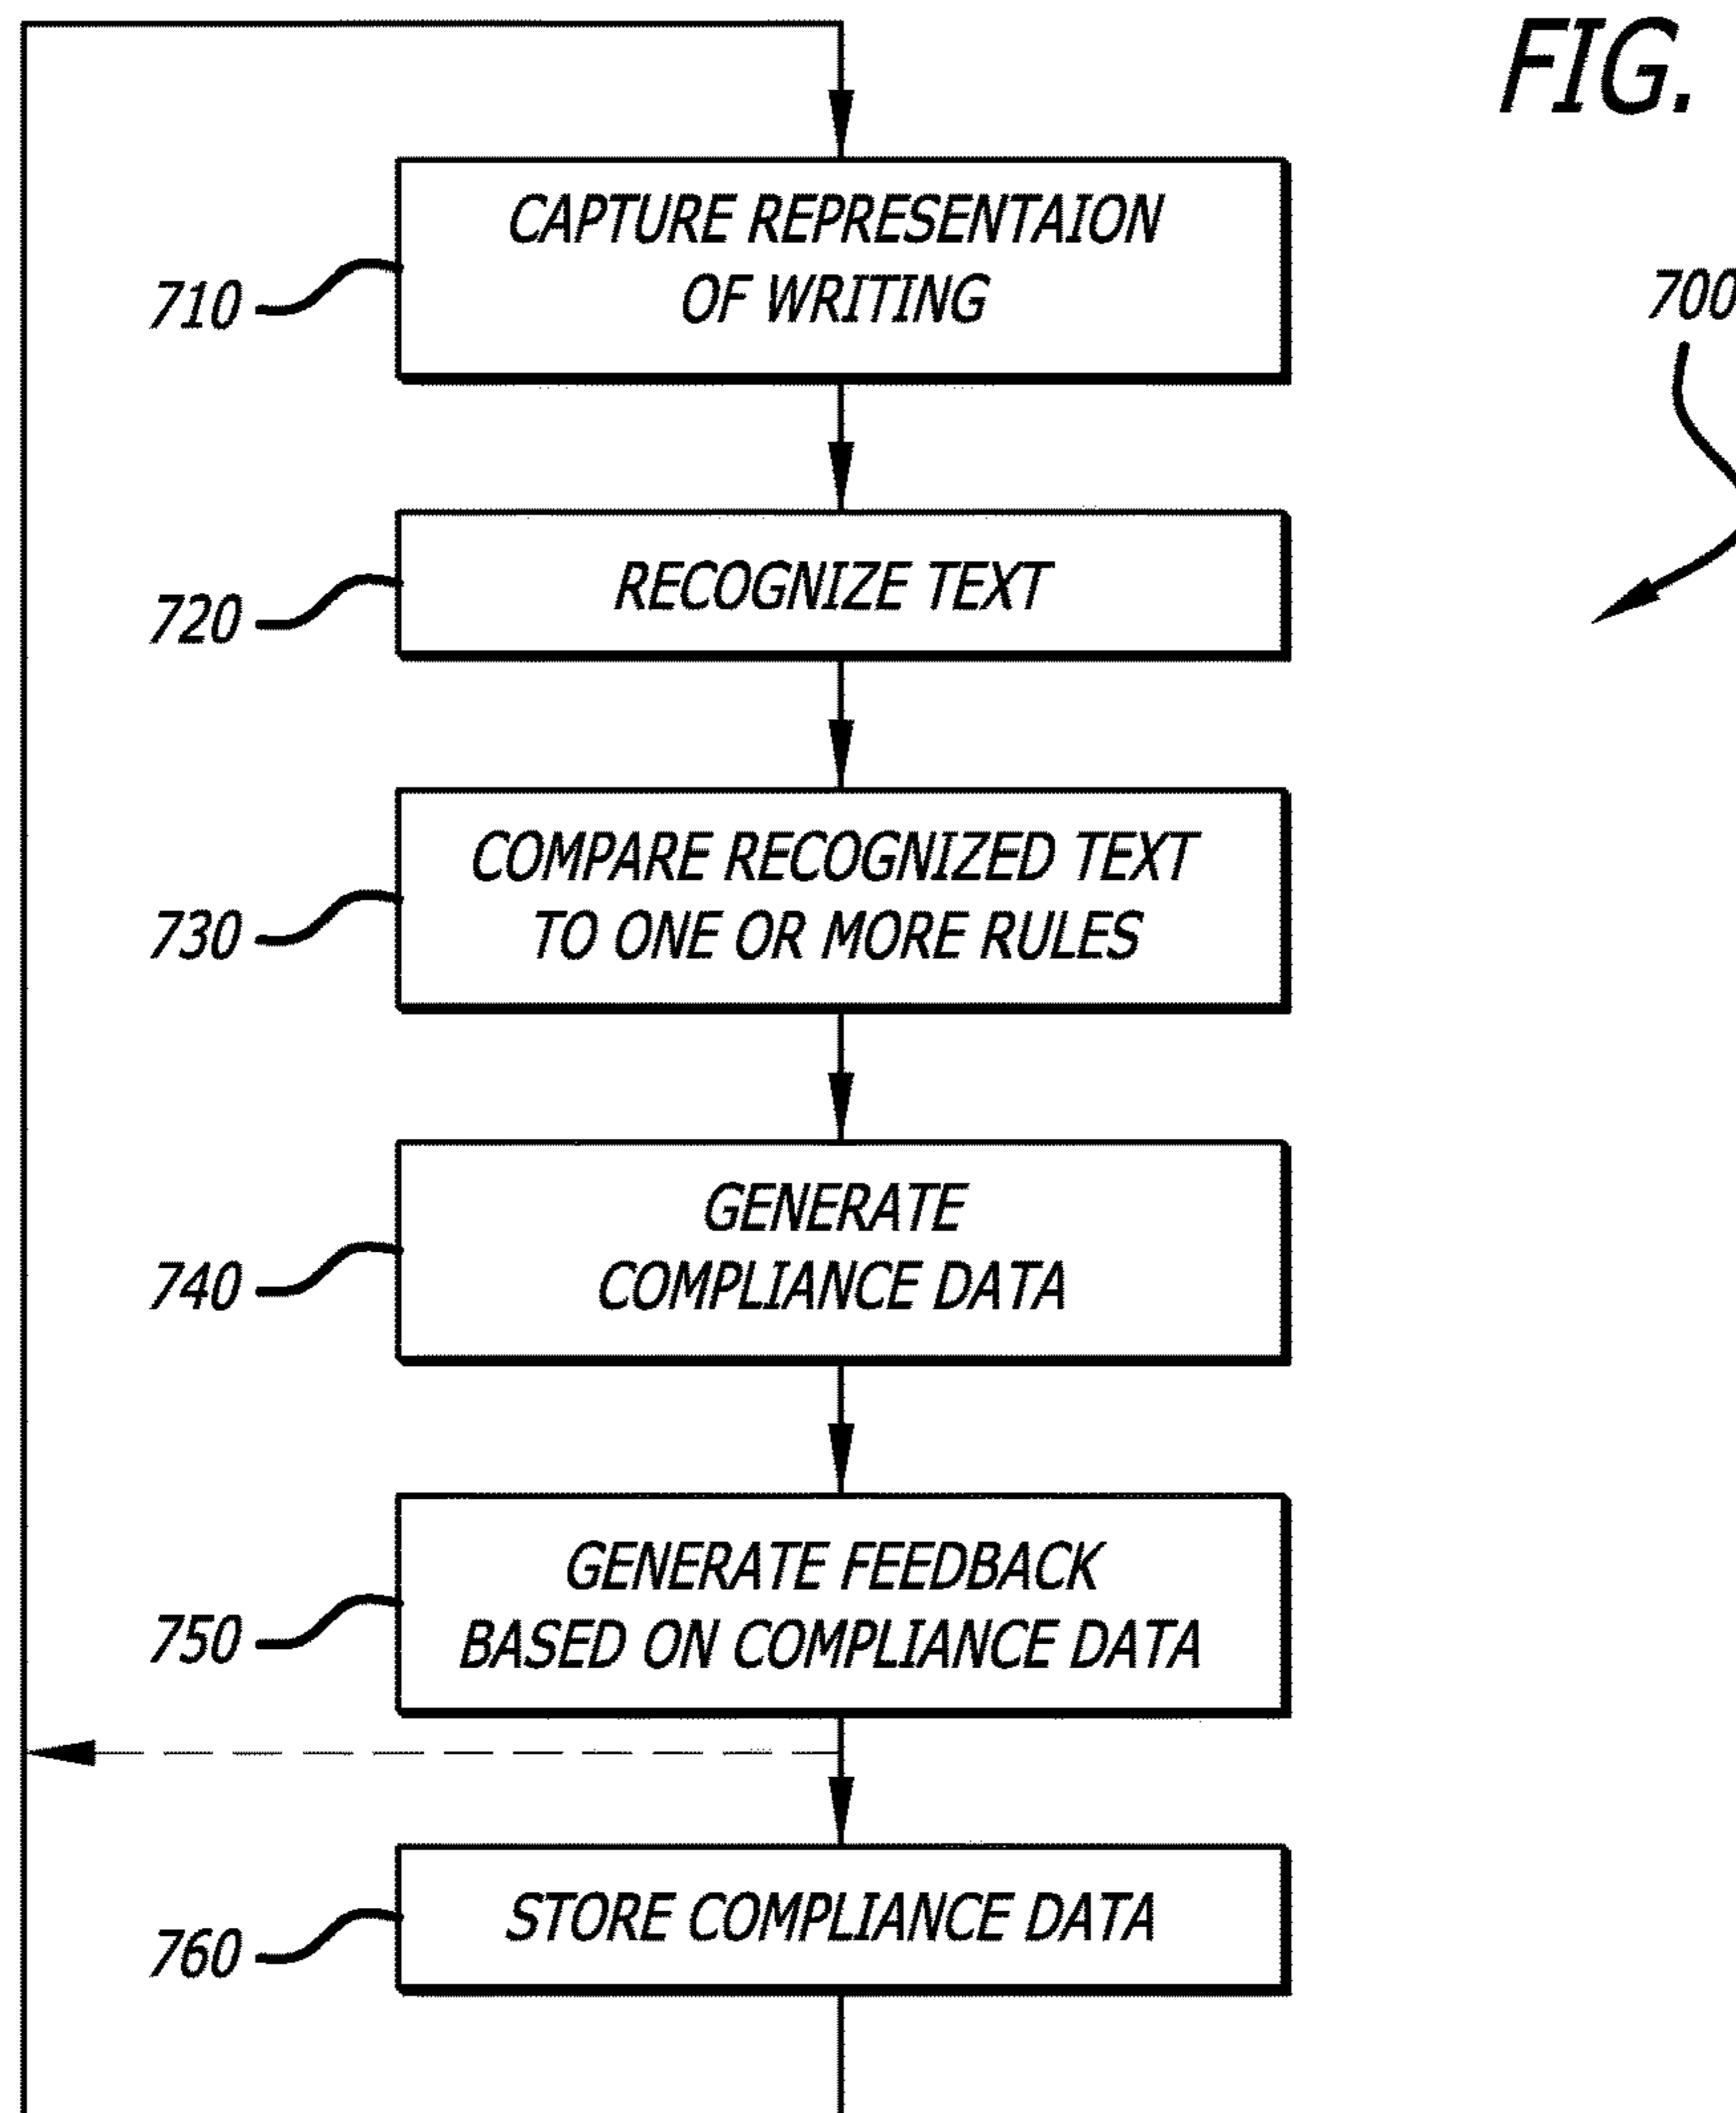 FIG.
700
CAPTURE REPRESENTAION
OF WRITING
710
RECOGNIZE TEXT
720
COMPARE RECOGNIZED TEXT
TO ONE OR MORE RULES
730
GENERATE
COMPLIANCE DATA
740
GENERATE FEEDBACK
BASED ON COMPLIANCE DATA
750
STORE COMPLIANCE DATA
760